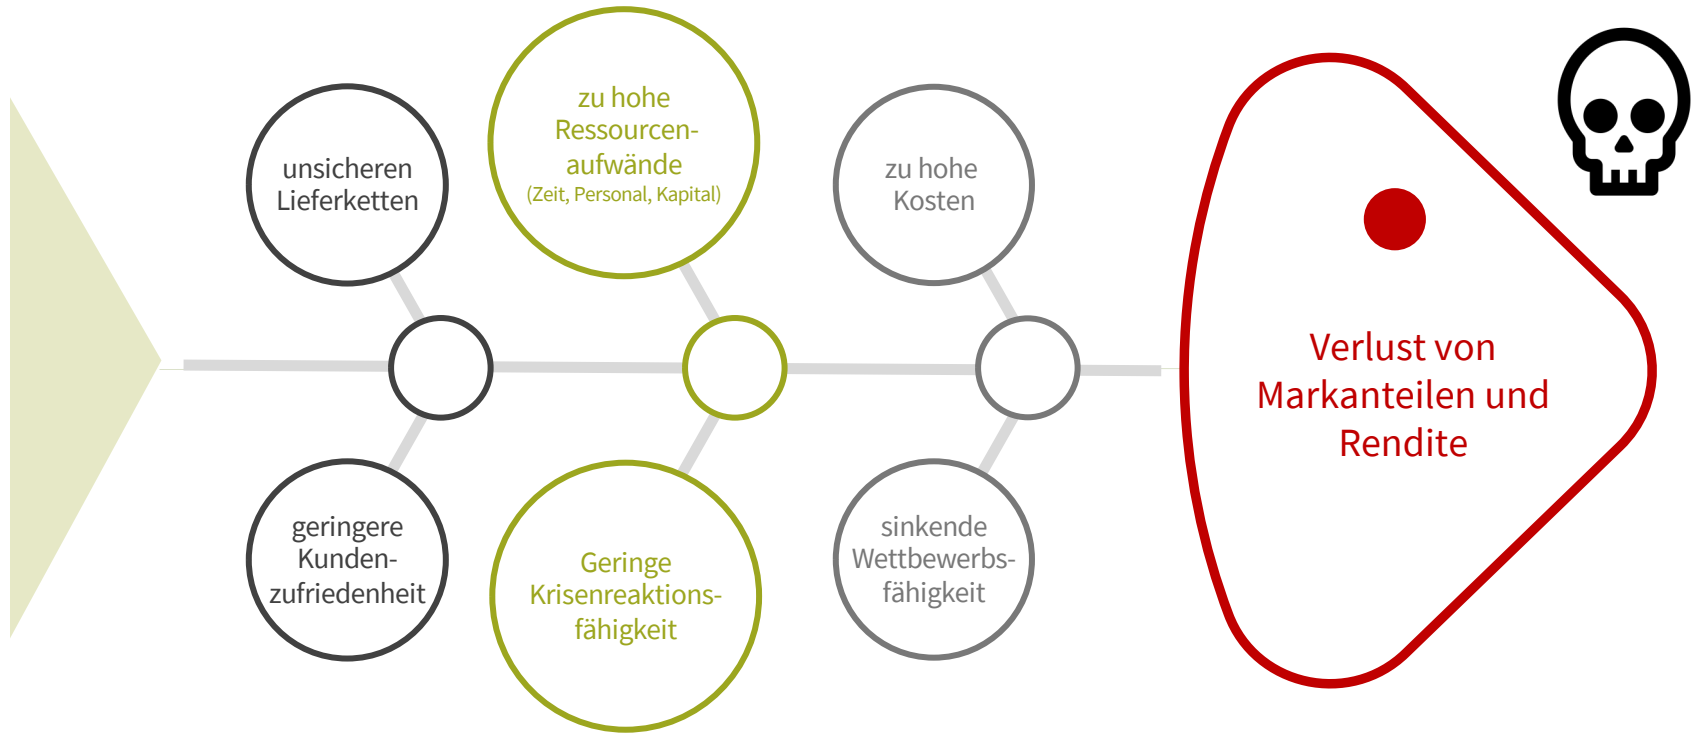 unsicheren
Lieferketten
zu hohe
Ressourcen-
aufwände
(Zeit, Personal, Kapital)
zu hohe
Kosten
geringere
Kunden-
zufriedenheit
Geringe
Krisenreaktions-
fähigkeit
sinkende
Wettbewerbs-
fähigkeit
Verlust von
Markanteilen und
Rendite